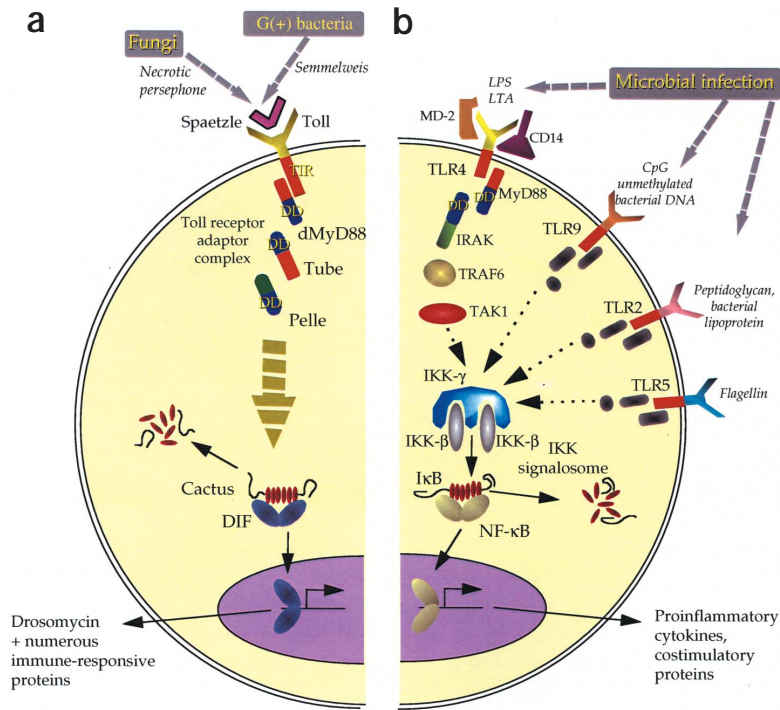 a
G(+) bacteria
Fungi
Necrotic
persephone
Semmelweis
Spaetzle
Toll
TIR
DD
dMyD88
Toll receptor
adaptor
complex
DD
Tube
DD
Pelle
Cactus
DIF
Drosomycin
+ numerous
immune-responsive
proteins
b
LPS
LTA
Microbial infection
MD-2
CD14
TLR4
DD
DD
MyD88
IRAK
CpG
unmethylated
bacterial DNA
TLR9
TRAF6
TAK1
Peptidoglycan,
bacterial
lipoprotein
TLR2
IKK-γ
TLR5
Flagellin
IKK-β
IKK-β
IKK
signalosome
IκB
NF-κB
Proinflammatory
cytokines,
costimulatory
proteins